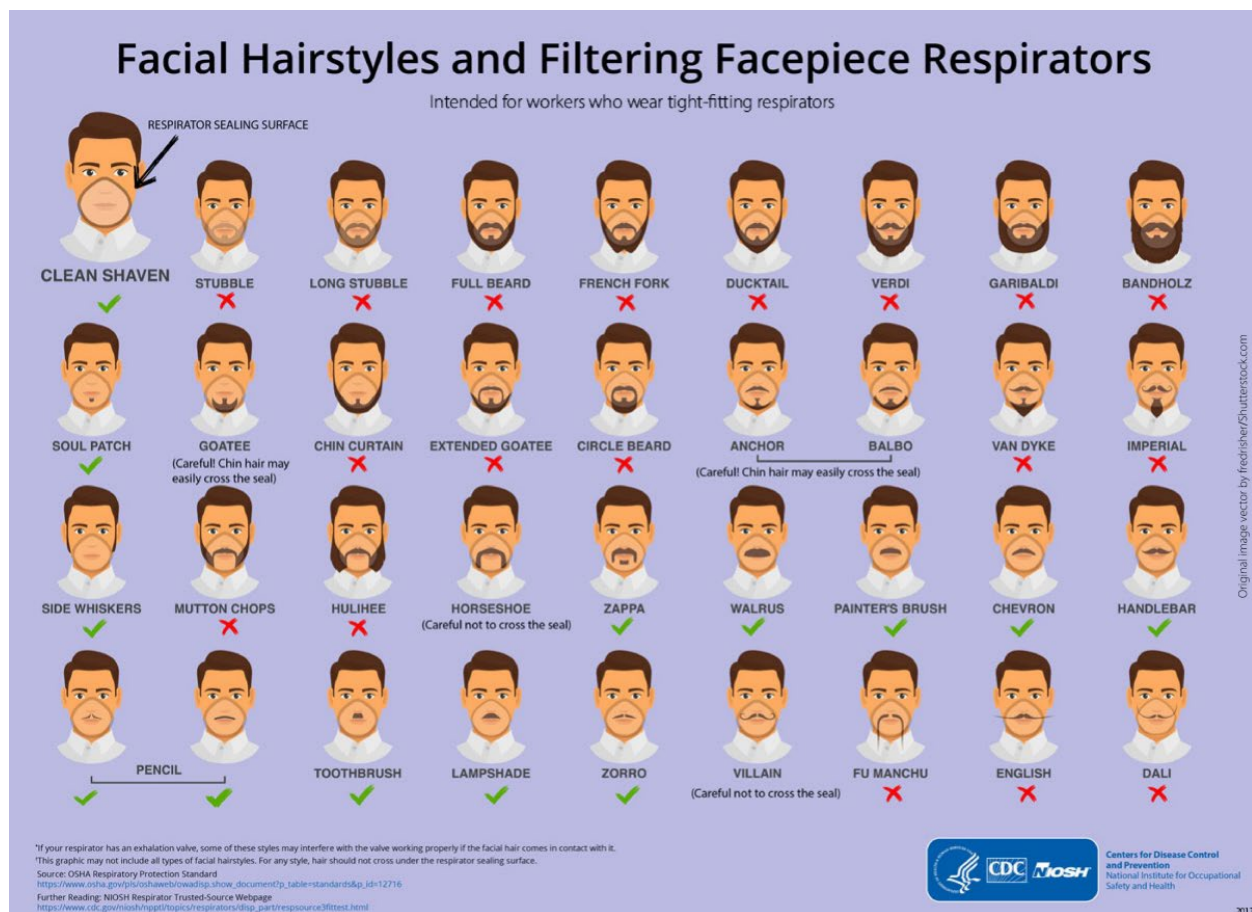 Facial Hairstyles and Filtering Facepiece Respirators
Intended for workers who wear tight-fitting respirators
RESPIRATOR SEALING SURFACE
CLEAN SHAVEN
STUBBLE
LONG STUBBLE
FULL BEARD
FRENCH FORK
DUCKTAIL
VERDI
GARIBALDI
BANDHOLZ
SOUL PATCH
GOATEE
(Careful! Chin hair may
easily cross the seal)
CHIN CURTAIN
EXTENDED GOATEE
CIRCLE BEARD
ANCHOR
BALBO
(Careful! Chin hair may easily cross the seal)
VAN DYKE
IMPERIAL
SIDE WHISKERS
MUTTON CHOPS
HULIHEE
HORSESHOE
(Careful not to cross the seal)
ZAPPA
WALRUS
PAINTER'S BRUSH
CHEVRON
HANDLEBAR
PENCIL
TOOTHBRUSH
LAMPSHADE
ZORRO
VILLAIN
(Careful not to cross the seal)
FU MANCHU
ENGLISH
DALI
Original image vector by fredrisher/Shutterstock.com
*If your respirator has an exhalation valve, some of these styles may interfere with the valve working properly if the facial hair comes in contact with it.
†This graphic may not include all types of facial hairstyles. For any style, hair should not cross under the respirator sealing surface.
Source: OSHA Respiratory Protection Standard
https://www.osha.gov/pls/oshaweb/owadisp.show_document?p_table=standards&p_id=12716
Further Reading: NIOSH Respirator Trusted-Source Webpage
https://www.cdc.gov/niosh/npptl/topics/respirators/disp_part/respsource3fittest.html
CDC
NIOSH
Centers for Disease Control
and Prevention
National Institute for Occupational
Safety and Health